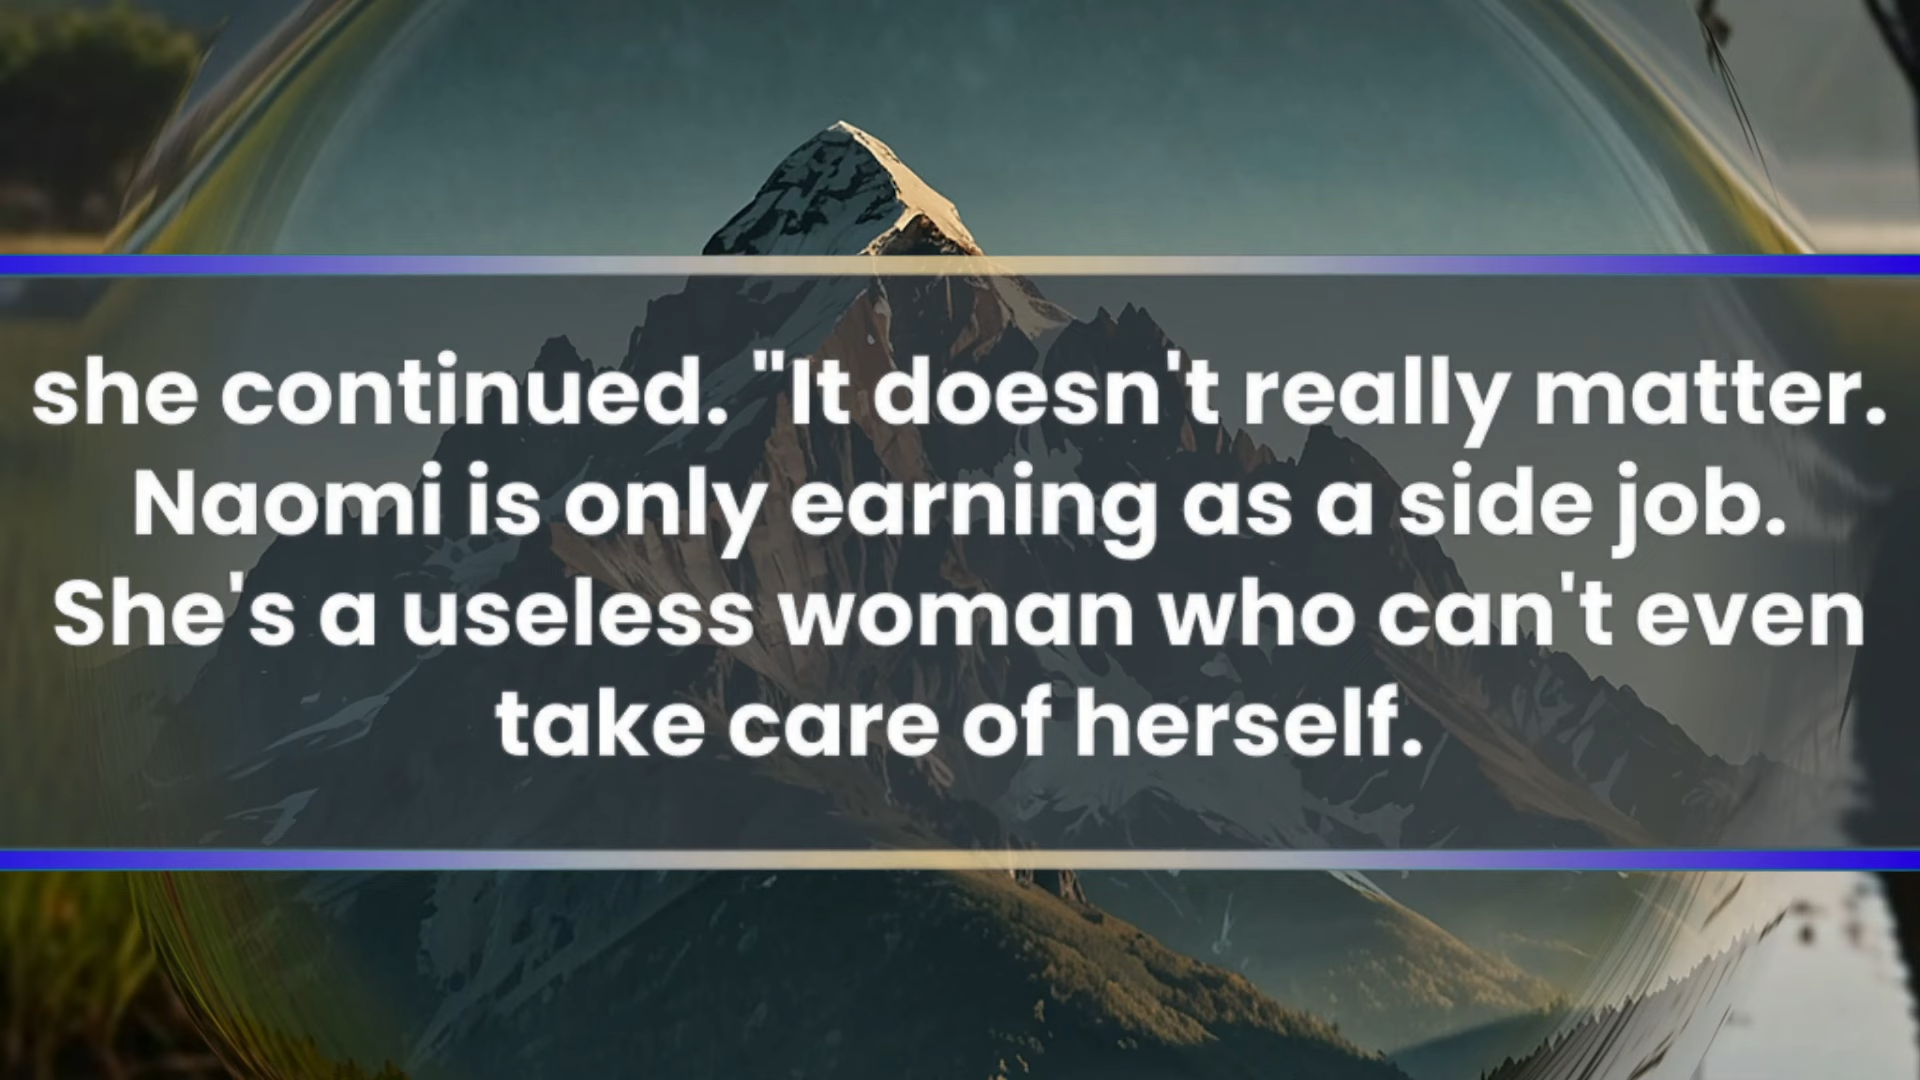 she continued. "It doesn't really matter.
Naomi is only earning as a side job.
She's a useless woman who can't even
take care of herself.